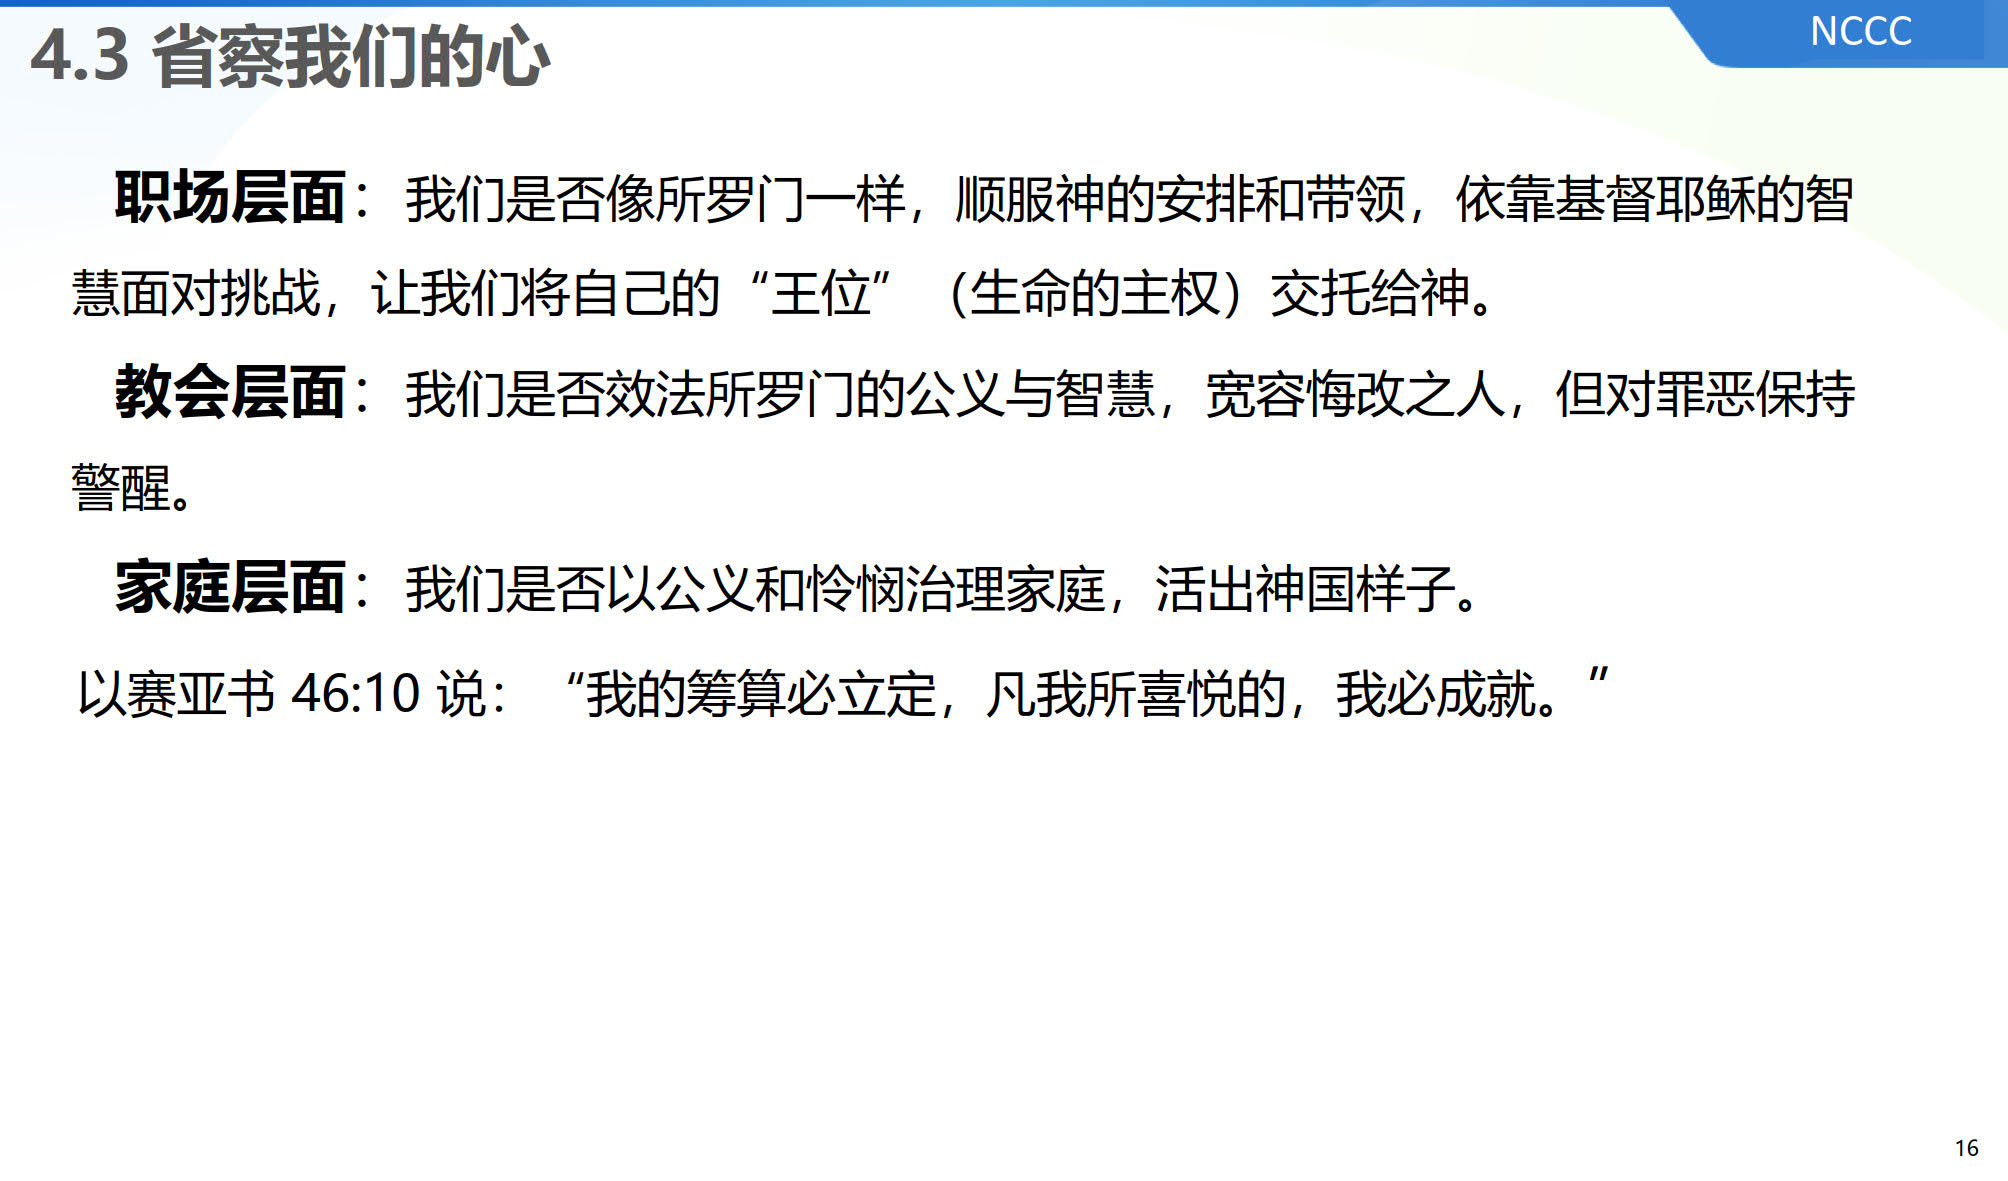 4.3 省察我们的心
NCCC
职场层面：我们是否像所罗门一样，顺服神的安排和带领，依靠基督耶稣的智
慧面对挑战，让我们将自己的“王位”（生命的主权）交托给神。
教会层面：我们是否效法所罗门的公义与智慧，宽容悔改之人，但对罪恶保持
警醒。
家庭层面：我们是否以公义和怜悯治理家庭，活出神国样子。
以赛亚书 46:10 说：“我的筹算必立定，凡我所喜悦的，我必成就。”
16